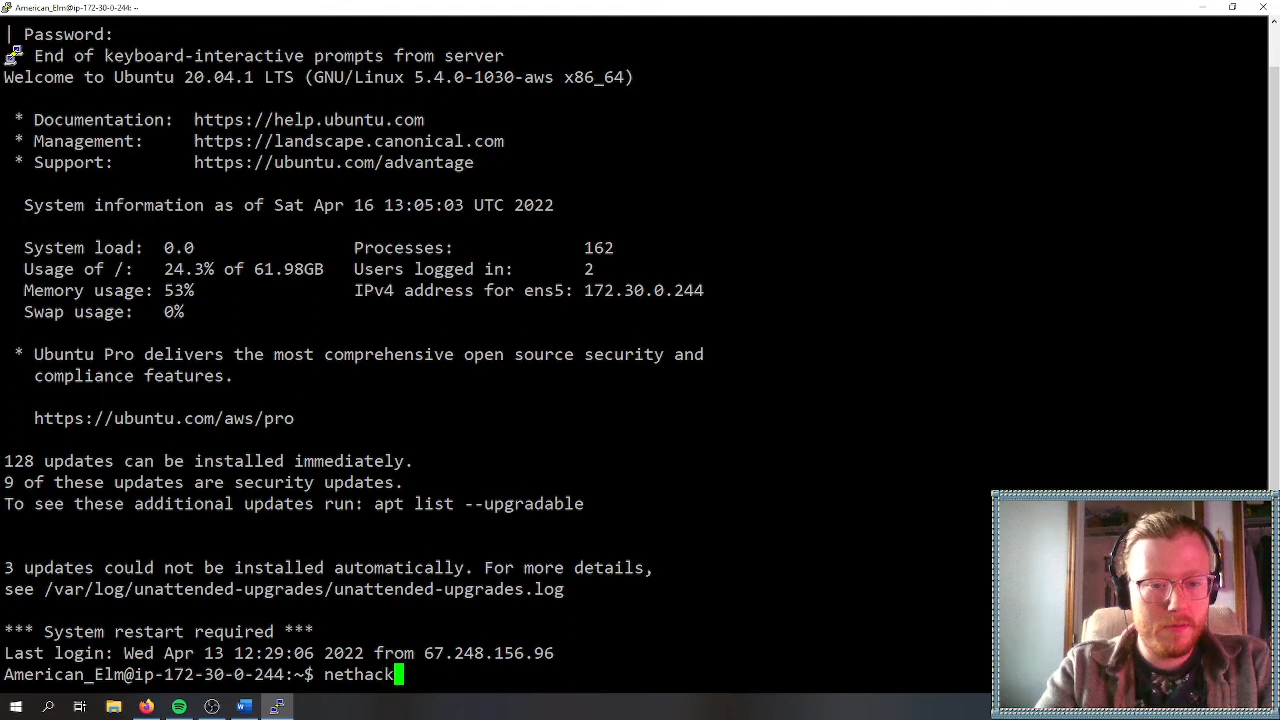 American_Elm@ip-172-30-0-244: ~
| Password:
End of keyboard-interactive prompts from server
Welcome to Ubuntu 20.04.1 LTS (GNU/Linux 5.4.0-1030-aws x86_64)
* Documentation:  https://help.ubuntu.com
* Management:     https://landscape.canonical.com
* Support:        https://ubuntu.com/advantage
System information as of Sat Apr 16 13:05:03 UTC 2022
System load:  0.0                Processes:             162
Usage of /:   24.3% of 61.98GB   Users logged in:       2
Memory usage: 53%                IPv4 address for ens5: 172.30.0.244
Swap usage:   0%
* Ubuntu Pro delivers the most comprehensive open source security and
compliance features.
https://ubuntu.com/aws/pro
128 updates can be installed immediately.
9 of these updates are security updates.
To see these additional updates run: apt list --upgradable
3 updates could not be installed automatically. For more details,
see /var/log/unattended-upgrades/unattended-upgrades.log
*** System restart required ***
Last login: Wed Apr 13 12:29:06 2022 from 67.248.156.96
American_Elm@ip-172-30-0-244:~$ nethack